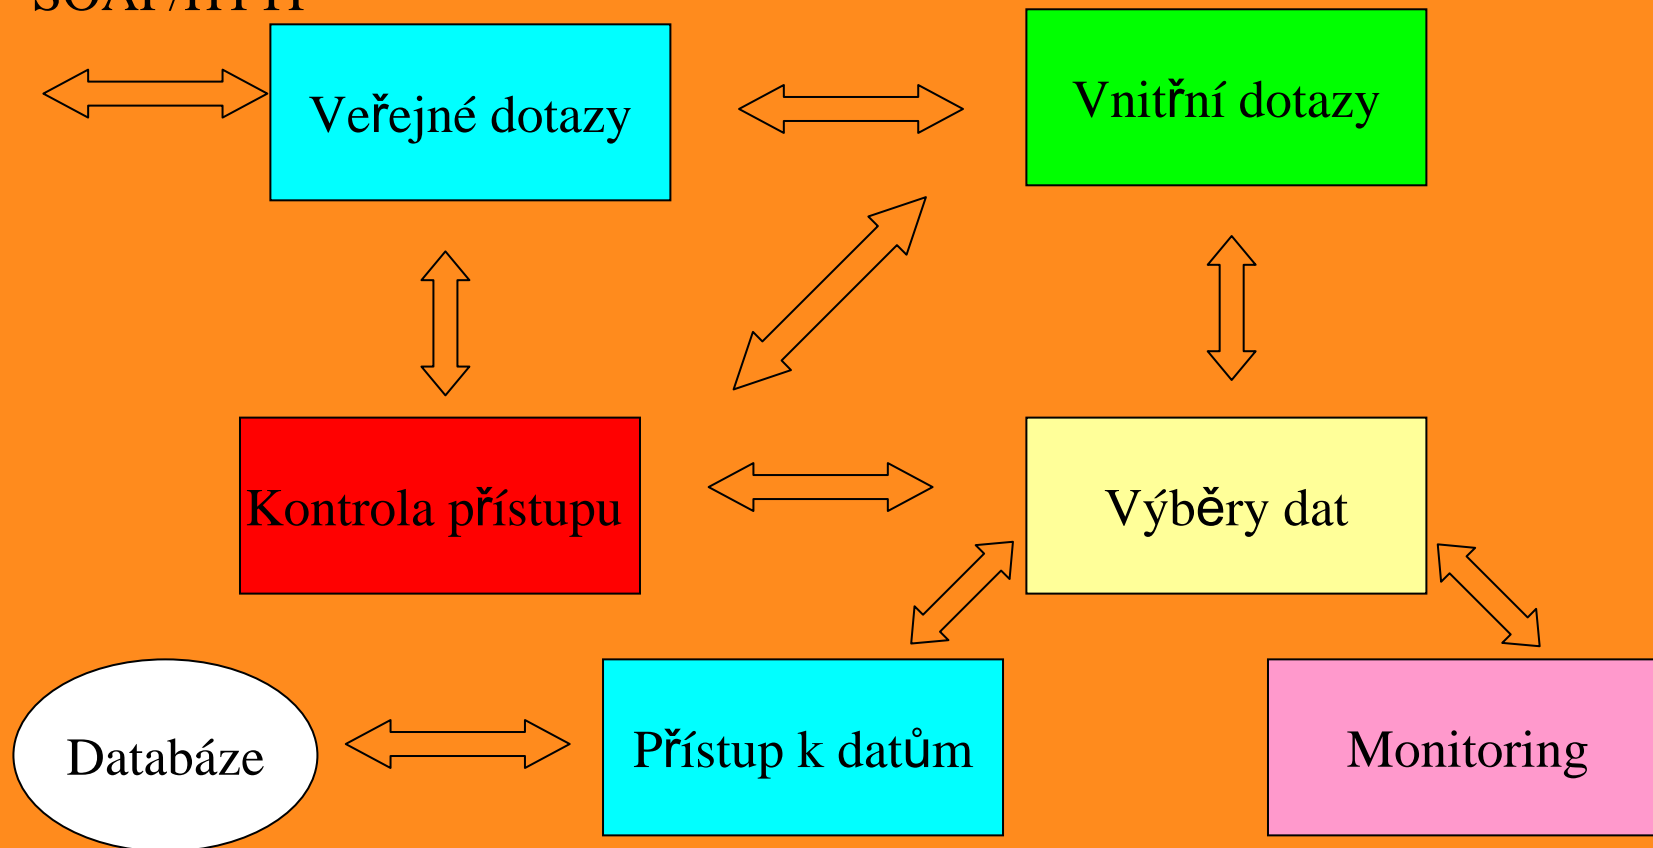 Veřejné dotazy
Vnitřní dotazy
Kontrola přístupu
Výběry dat
Databáze
Přístup k datům
Monitoring